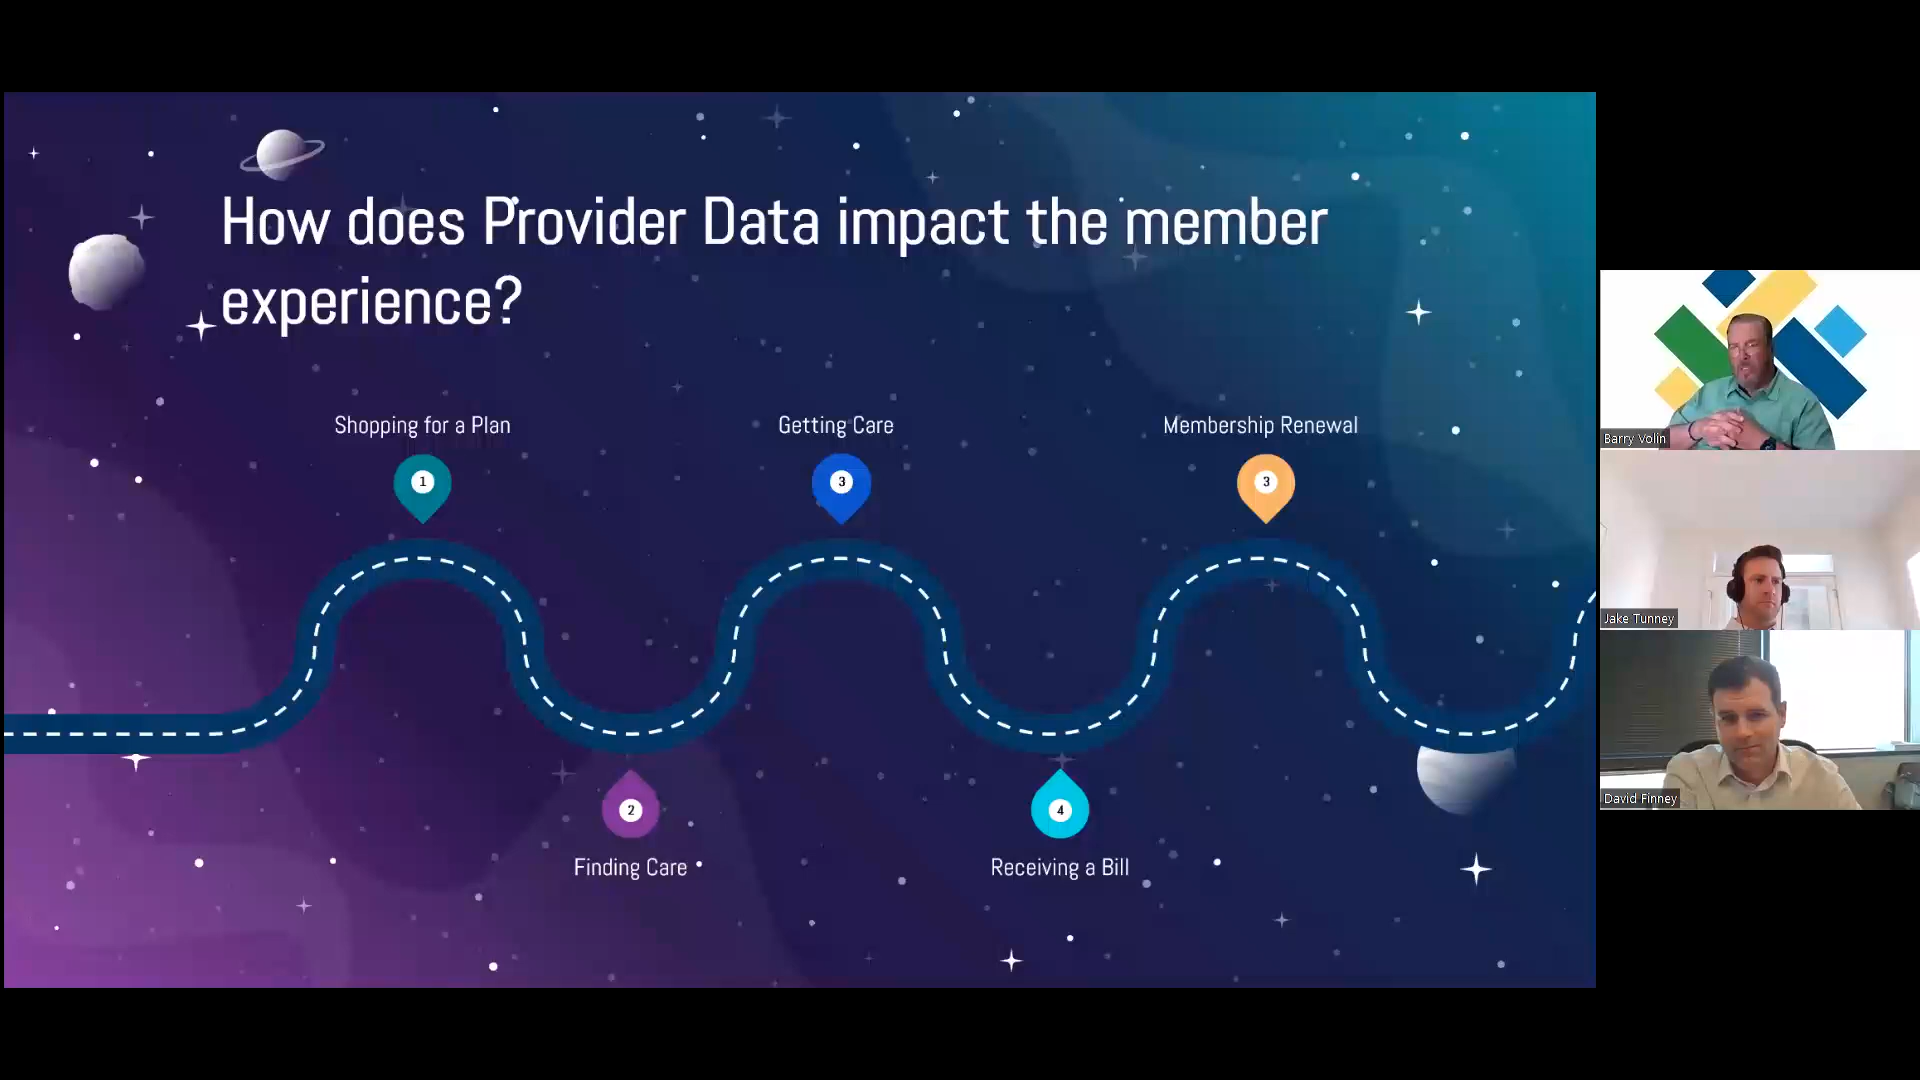 How does Provider Data impact the member
experience?
Shopping for a Plan
1
Getting Care
3
Membership Renewal
3
2
Finding Care
4
Receiving a Bill
Barry Volin
Jake Tunney
David Finney